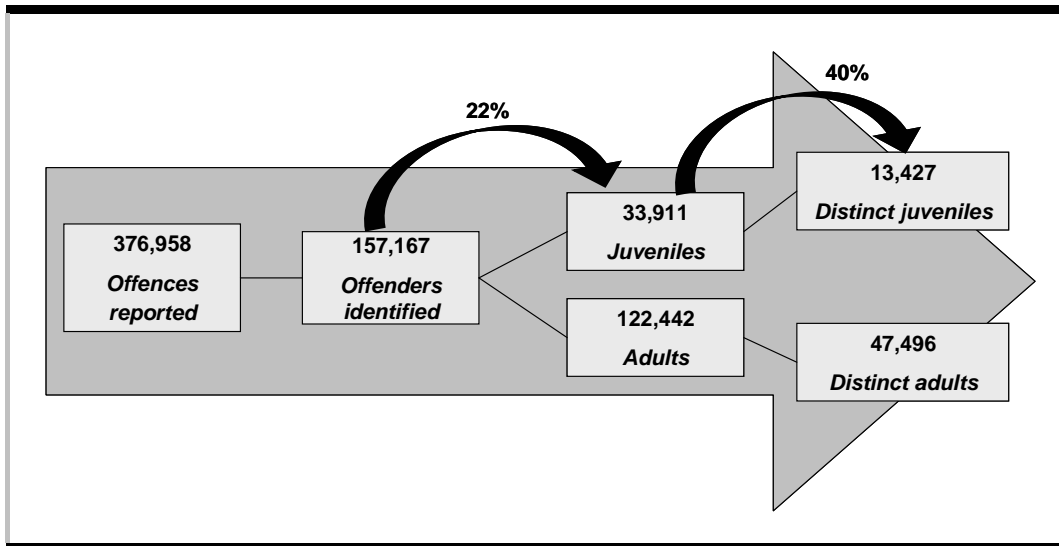 22%
40%
376,958
Offences
reported
157,167
Offenders
identified
33,911
Juveniles
122,442
Adults
13,427
Distinct juveniles
47,496
Distinct adults